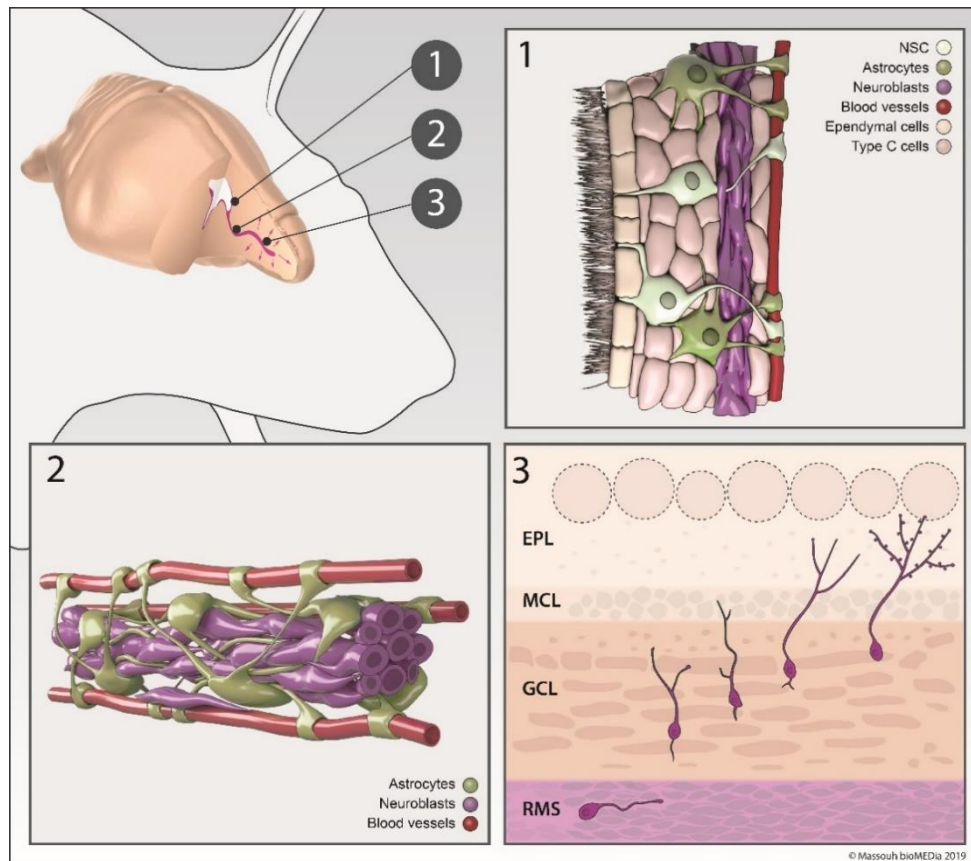 1
2
3
1
NSC
Astrocytes
Neuroblasts
Blood vessels
Ependymal cells
Type C cells
2
Astrocytes
Neuroblasts
Blood vessels
3
EPL
MCL
GCL
RMS
© Massouh bioMEDia 2019